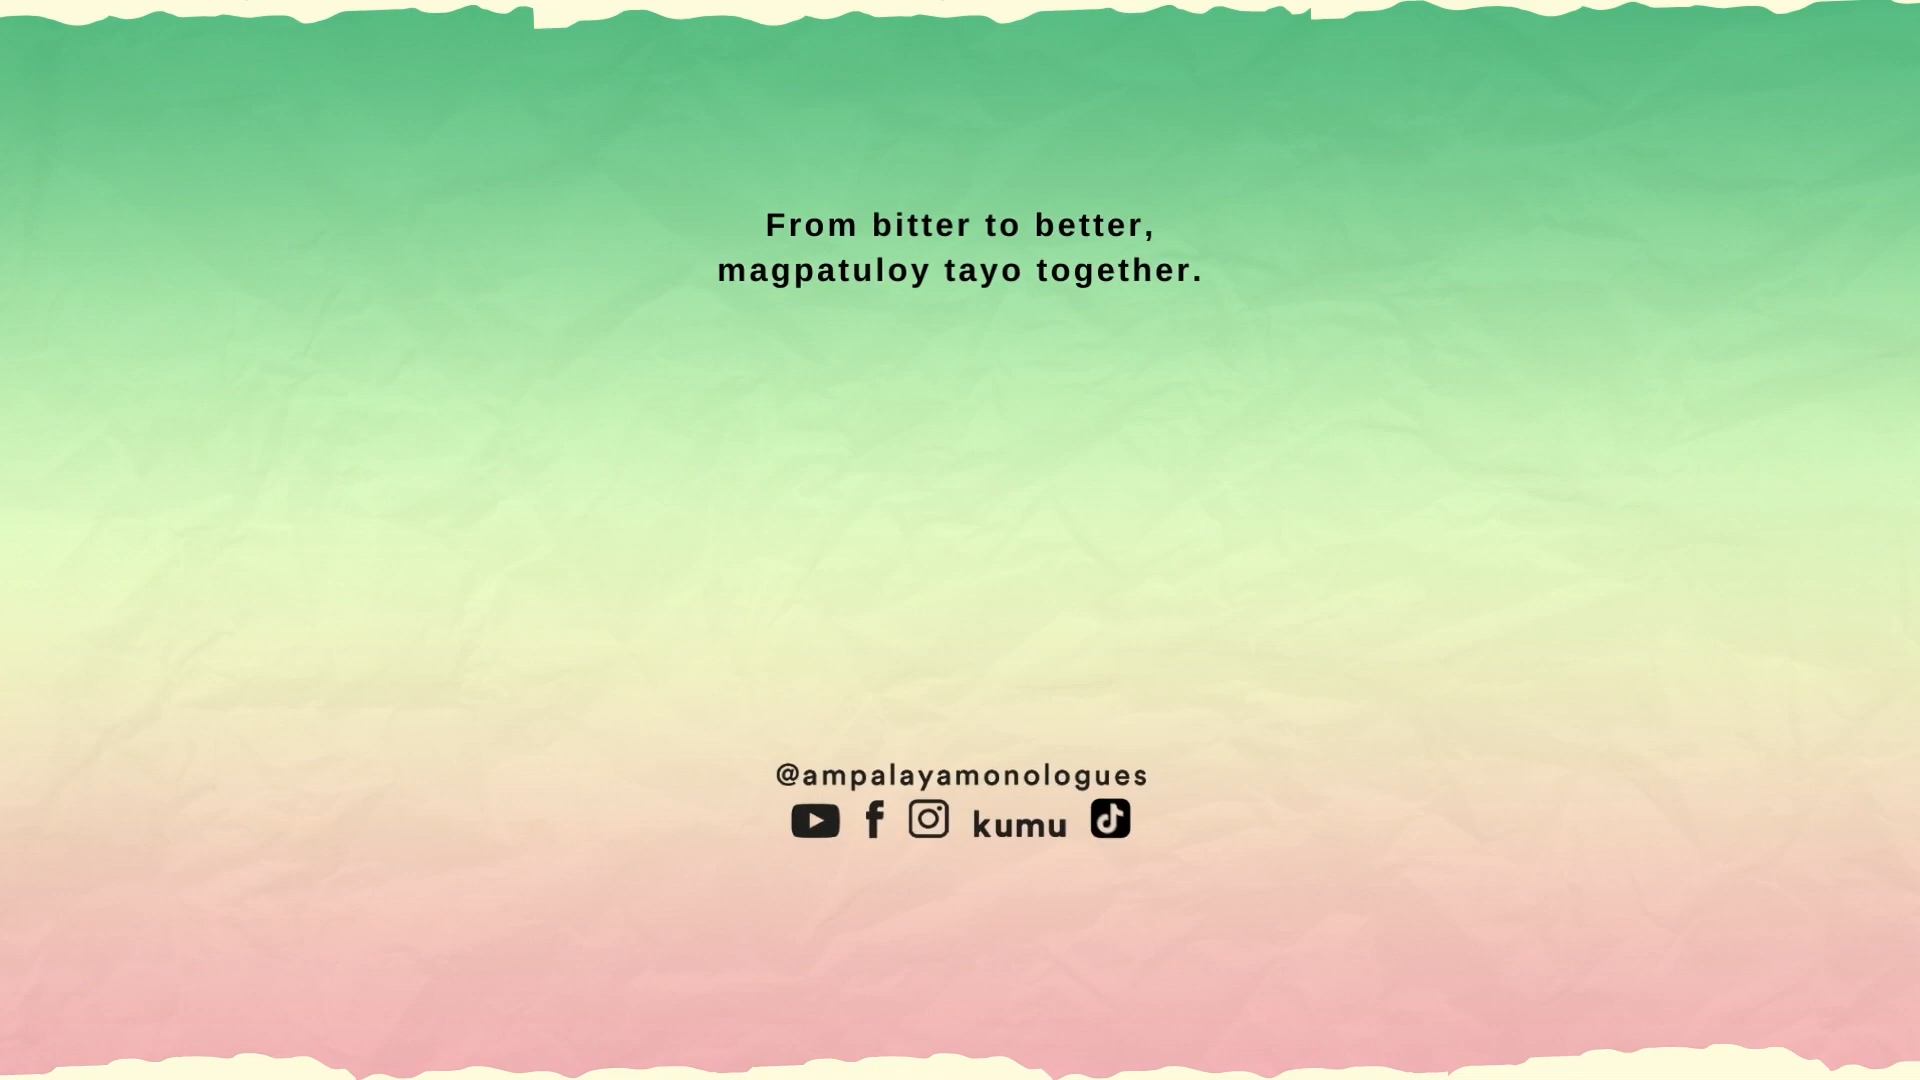 From bitter to better,
magpatuloy tayo together.
@ampalayamonologues
kumu